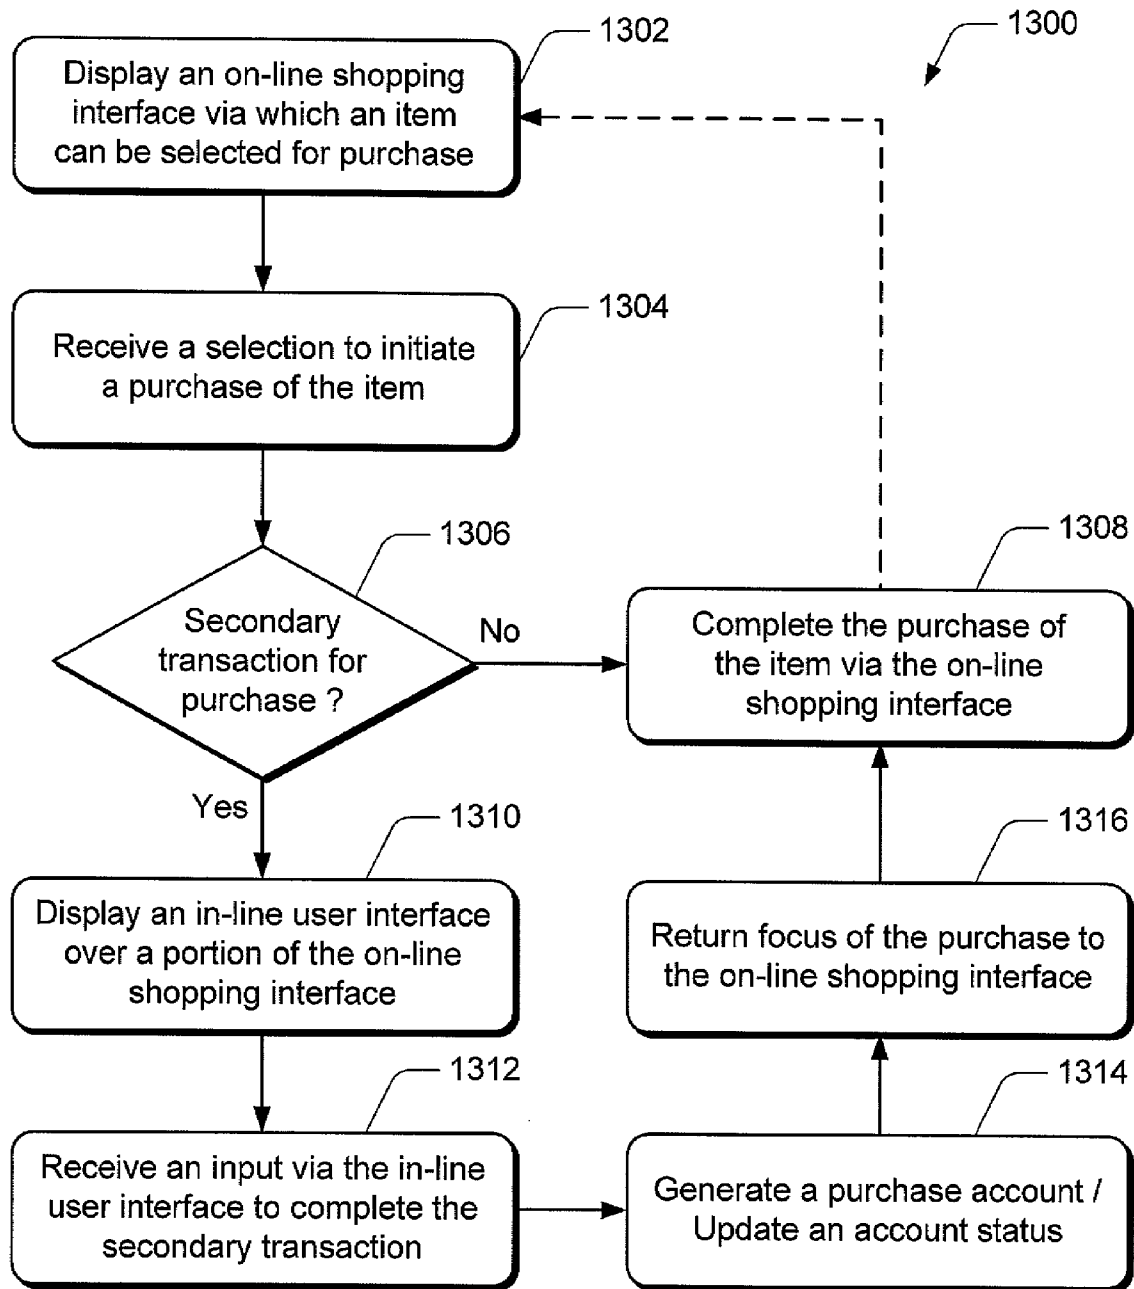 1302
1300
Display an on-line shopping
interface via which an item
can be selected for purchase
1304
Receive a selection to initiate
a purchase of the item
1306
Secondary
transaction for
purchase ?
No
Yes
1308
Complete the purchase of
the item via the on-line
shopping interface
1310
Display an in-line user interface
over a portion of the on-line
shopping interface
1316
Return focus of the purchase to
the on-line shopping interface
1312
Receive an input via the in-line
user interface to complete the
secondary transaction
1314
Generate a purchase account /
Update an account status